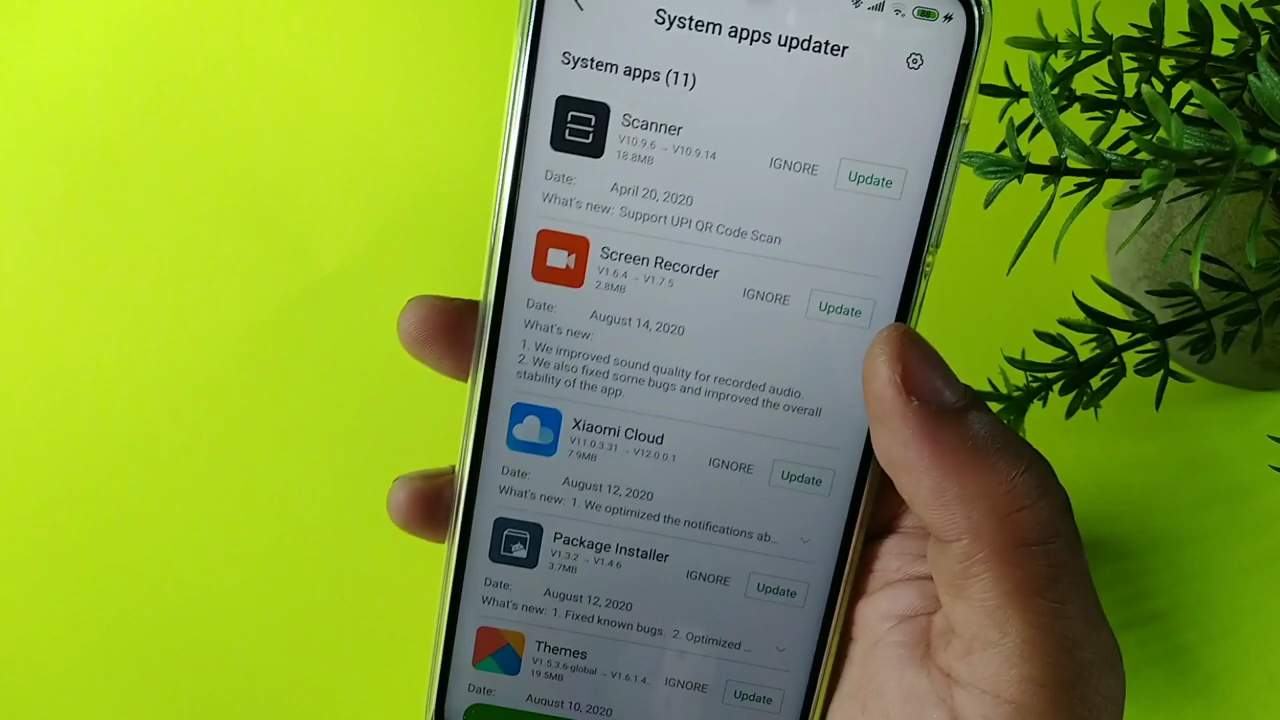 88
System apps updater
System apps (11)
Scanner
V10.9.6 → V10.9.14
18.8MB
IGNORE
Update
Date: April 20, 2020
What's new: Support UPI QR Code Scan
Screen Recorder
V1.6.4 → V1.7.5
2.8MB
IGNORE
Update
Date: August 14, 2020
What's new:
1. We improved sound quality for recorded audio.
2. We also fixed some bugs and improved the overall
stability of the app.
Xiaomi Cloud
V11.0.3.31 → V12.0.0.1
7.9MB
IGNORE
Update
Date: August 12, 2020
What's new: 1. We optimized the notifications ab...
Package Installer
V1.3.2 → V1.4.6
3.7MB
IGNORE
Update
Date: August 12, 2020
What's new: 1. Fixed known bugs. 2. Optimized ...
Themes
V1.5.3.6-global → V1.6.1.4..
19.5MB
IGNORE
Update
Date: August 10, 2020